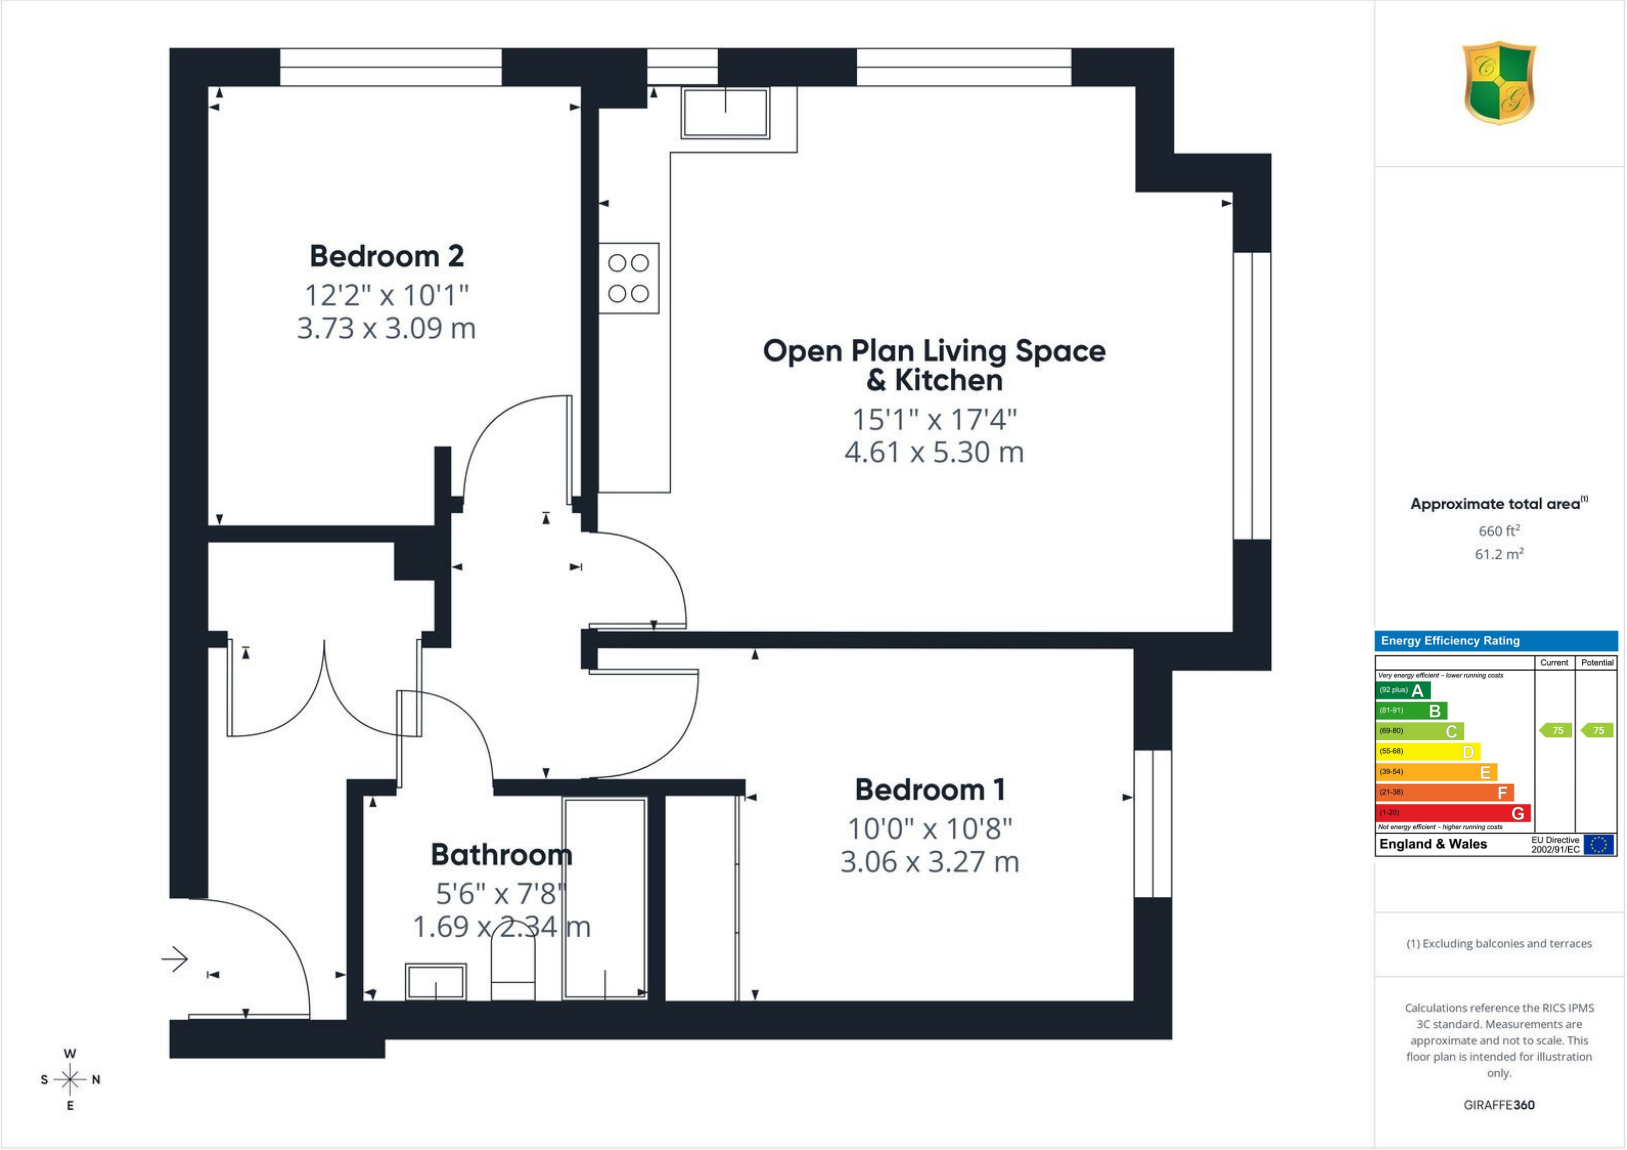 Bedroom 2
12'2" x 10'1"
3.73 x 3.09 m
Open Plan Living Space
& Kitchen
15'1" x 17'4"
4.61 x 5.30 m
Bedroom 1
10'0" x 10'8"
3.06 x 3.27 m
Bathroom
5'6" x 7'8"
1.69 x 2.34 m
W
S N
E
C
G
Approximate total area(1)
660 ft²
61.2 m²
Energy Efficiency Rating
Current Potential
Very energy efficient - lower running costs
(92 plus) A
(81-91) B
(69-80) C 75 75
(55-68) D
(39-54) E
(21-38) F
(1-20) G
Not energy efficient - higher running costs
England & Wales
EU Directive
2002/91/EC
(1) Excluding balconies and terraces
Calculations reference the RICS IPMS
3C standard. Measurements are
approximate and not to scale. This
floor plan is intended for illustration
only.
GIRAFFE360